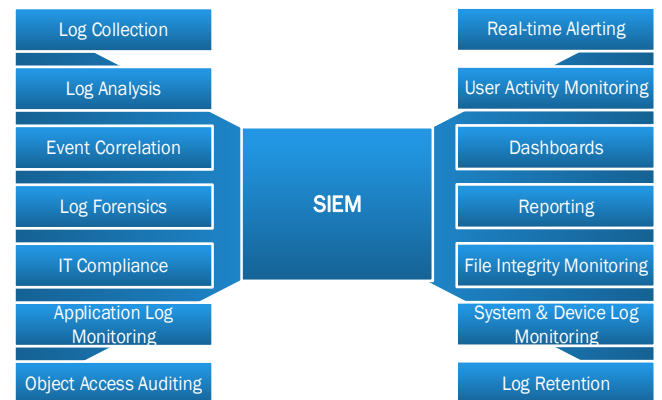 Log Collection
Log Analysis
Event Correlation
Log Forensics
IT Compliance
Application Log
Monitoring
Object Access Auditing
SIEM
Real-time Alerting
User Activity Monitoring
Dashboards
Reporting
File Integrity Monitoring
System & Device Log
Monitoring
Log Retention